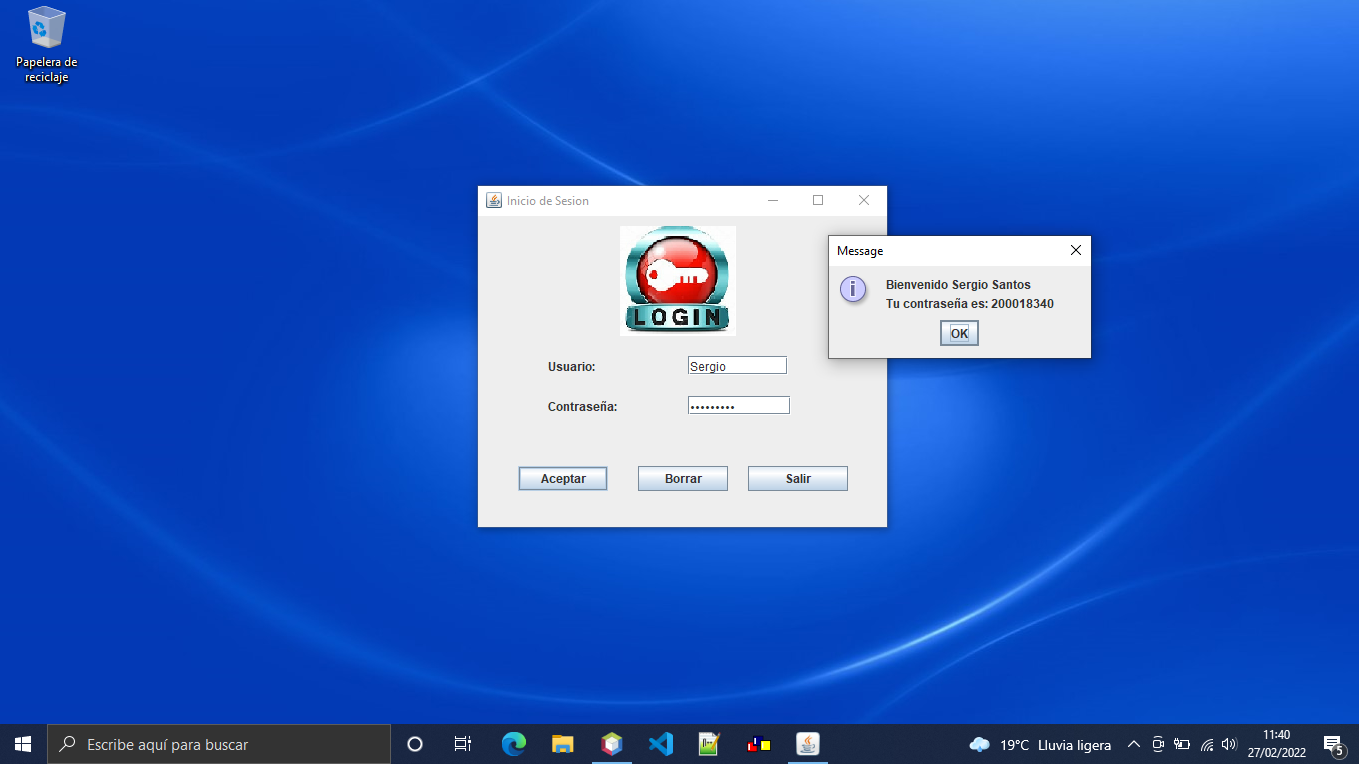 Papelera de
reciclaje
Inicio de Sesion
LOGIN
Usuario:
Sergio
Contraseña:
•••••••••
Aceptar
Borrar
Salir
Message
Bienvenido Sergio Santos
Tu contraseña es: 200018340
OK
Escribe aquí para buscar
19°C Lluvia ligera
11:40
27/02/2022
5